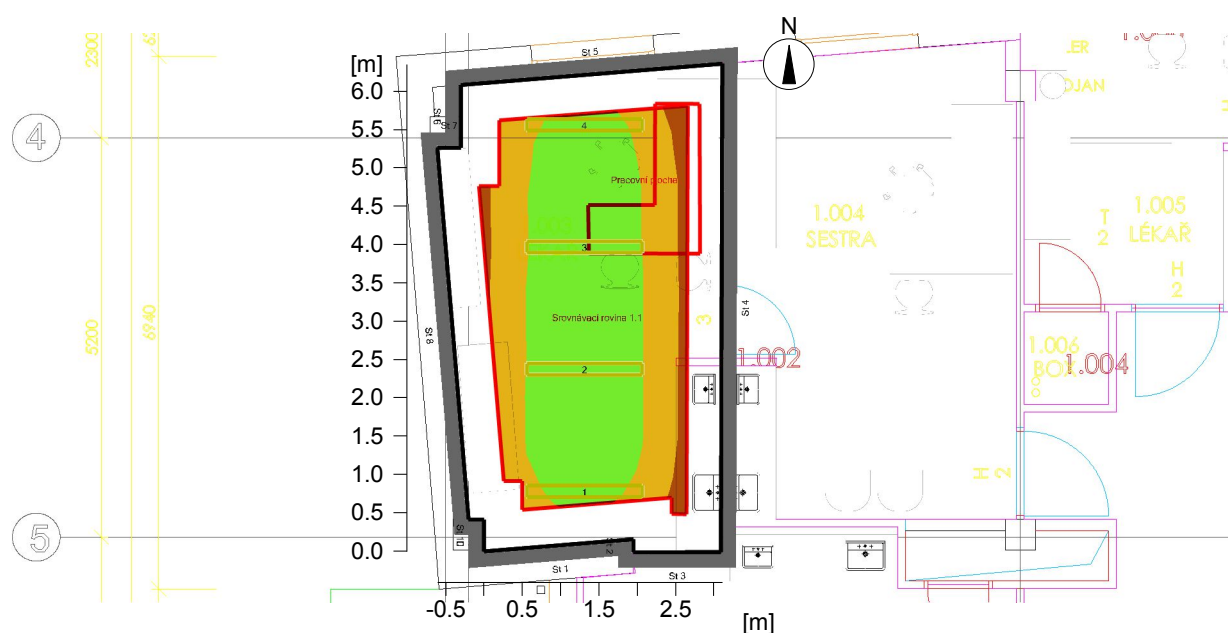 N
[m]
6.0
5.5
5.0
4.5
4.0
3.5
3.0
2.5
2.0
1.5
1.0
0.5
0.0
-0.5
0.5
1.5
2.5
[m]
4
5
2300
5200
6940
St 5
St 6
St 7
St 8
St 10
St 1
St 2
St 3
St 4
4
Pracovní plocha
3
Srovnávací rovina 1.1
2
1
3
1.002
1.004
SESTRA
1.005
LÉKAŘ
T
2
H
2
1.006
BOX
1.004
H
2
DJAN